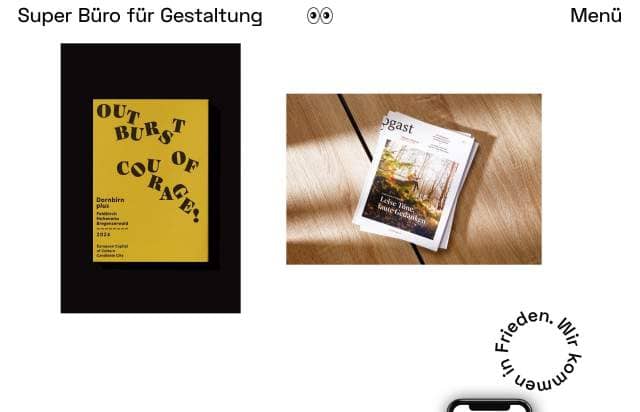 Super Büro für Gestaltung
Menü
OUT
BURST
OF
COURAGE!
Dornbirn
plus
Feldkirch
Hohenems
Bregenzerwald
2024
European Capital
of Culture
Candidate City
ogast
Leise Töne,
laute Gedanken
Wir kommen in Frieden.